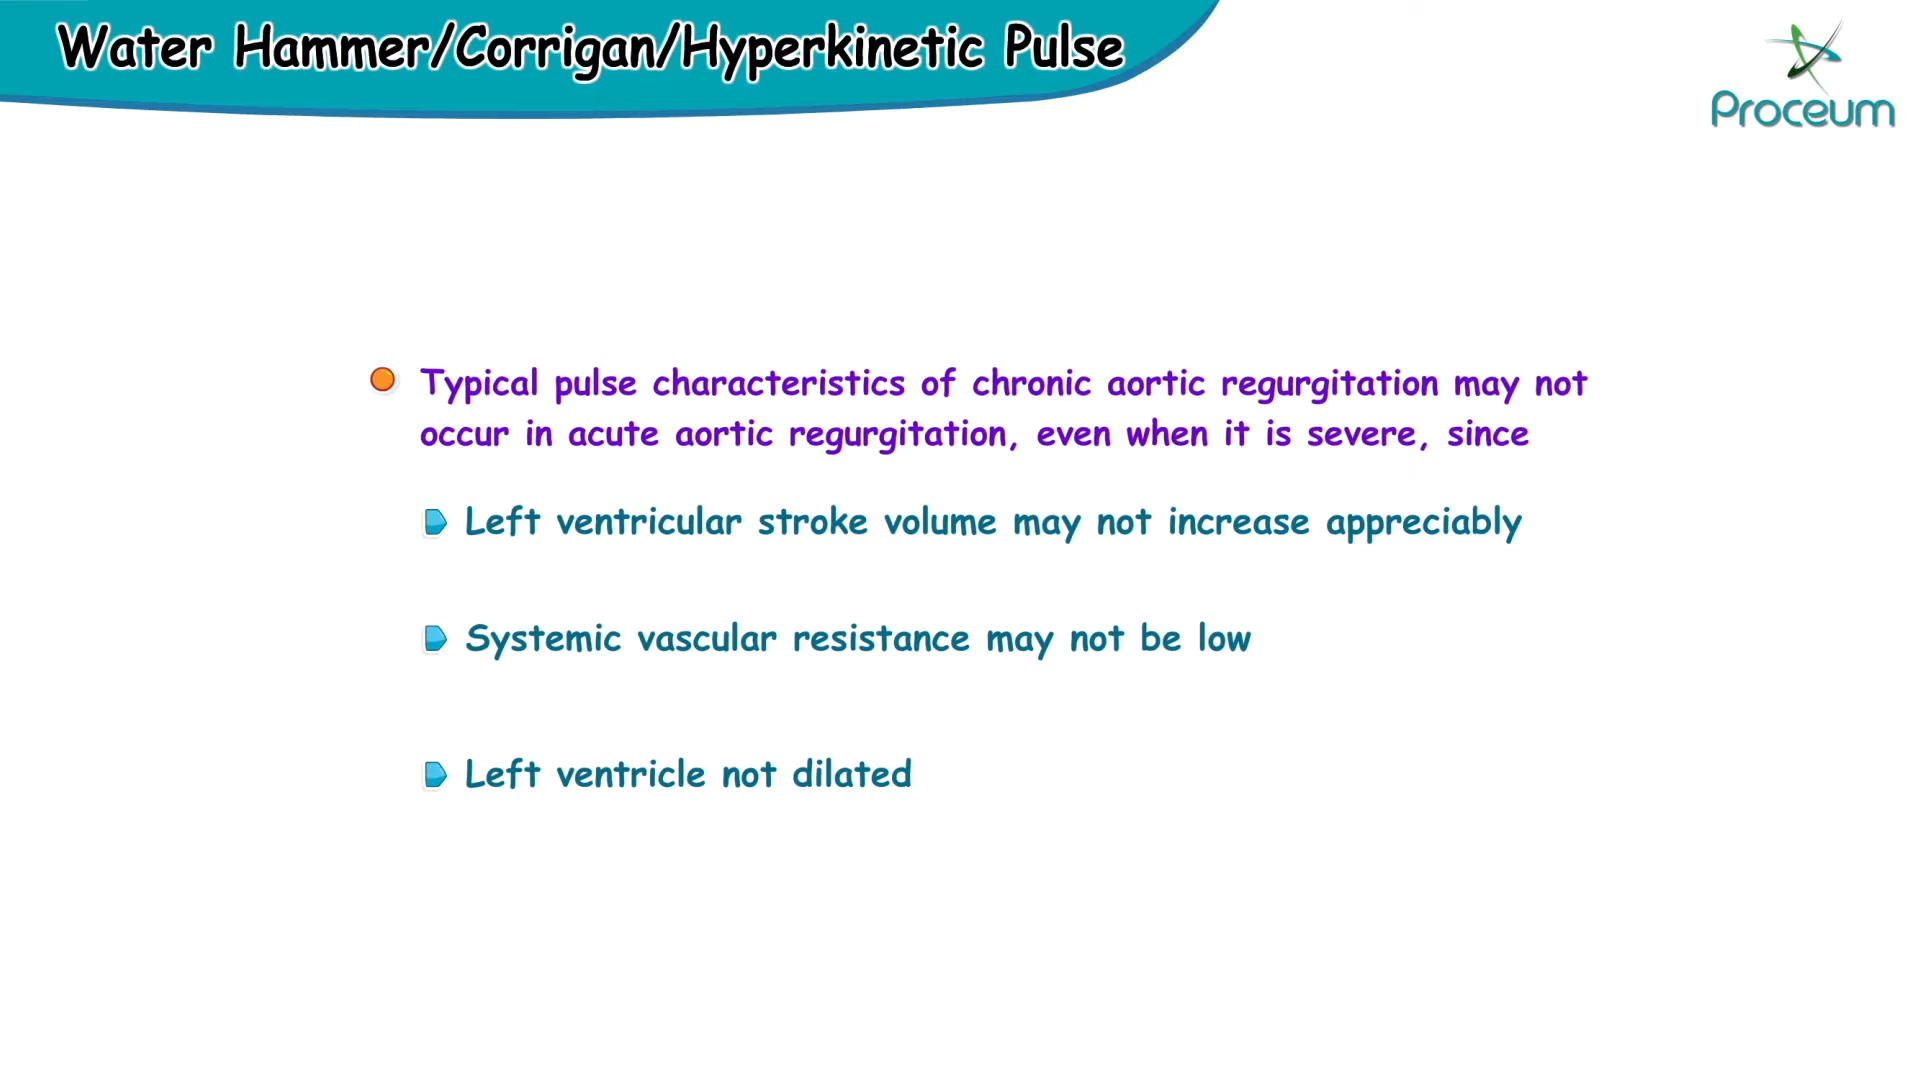 Water Hammer/Corrigan/Hyperkinetic Pulse
Proceum
Typical pulse characteristics of chronic aortic regurgitation may not
occur in acute aortic regurgitation, even when it is severe, since
Left ventricular stroke volume may not increase appreciably
Systemic vascular resistance may not be low
Left ventricle not dilated